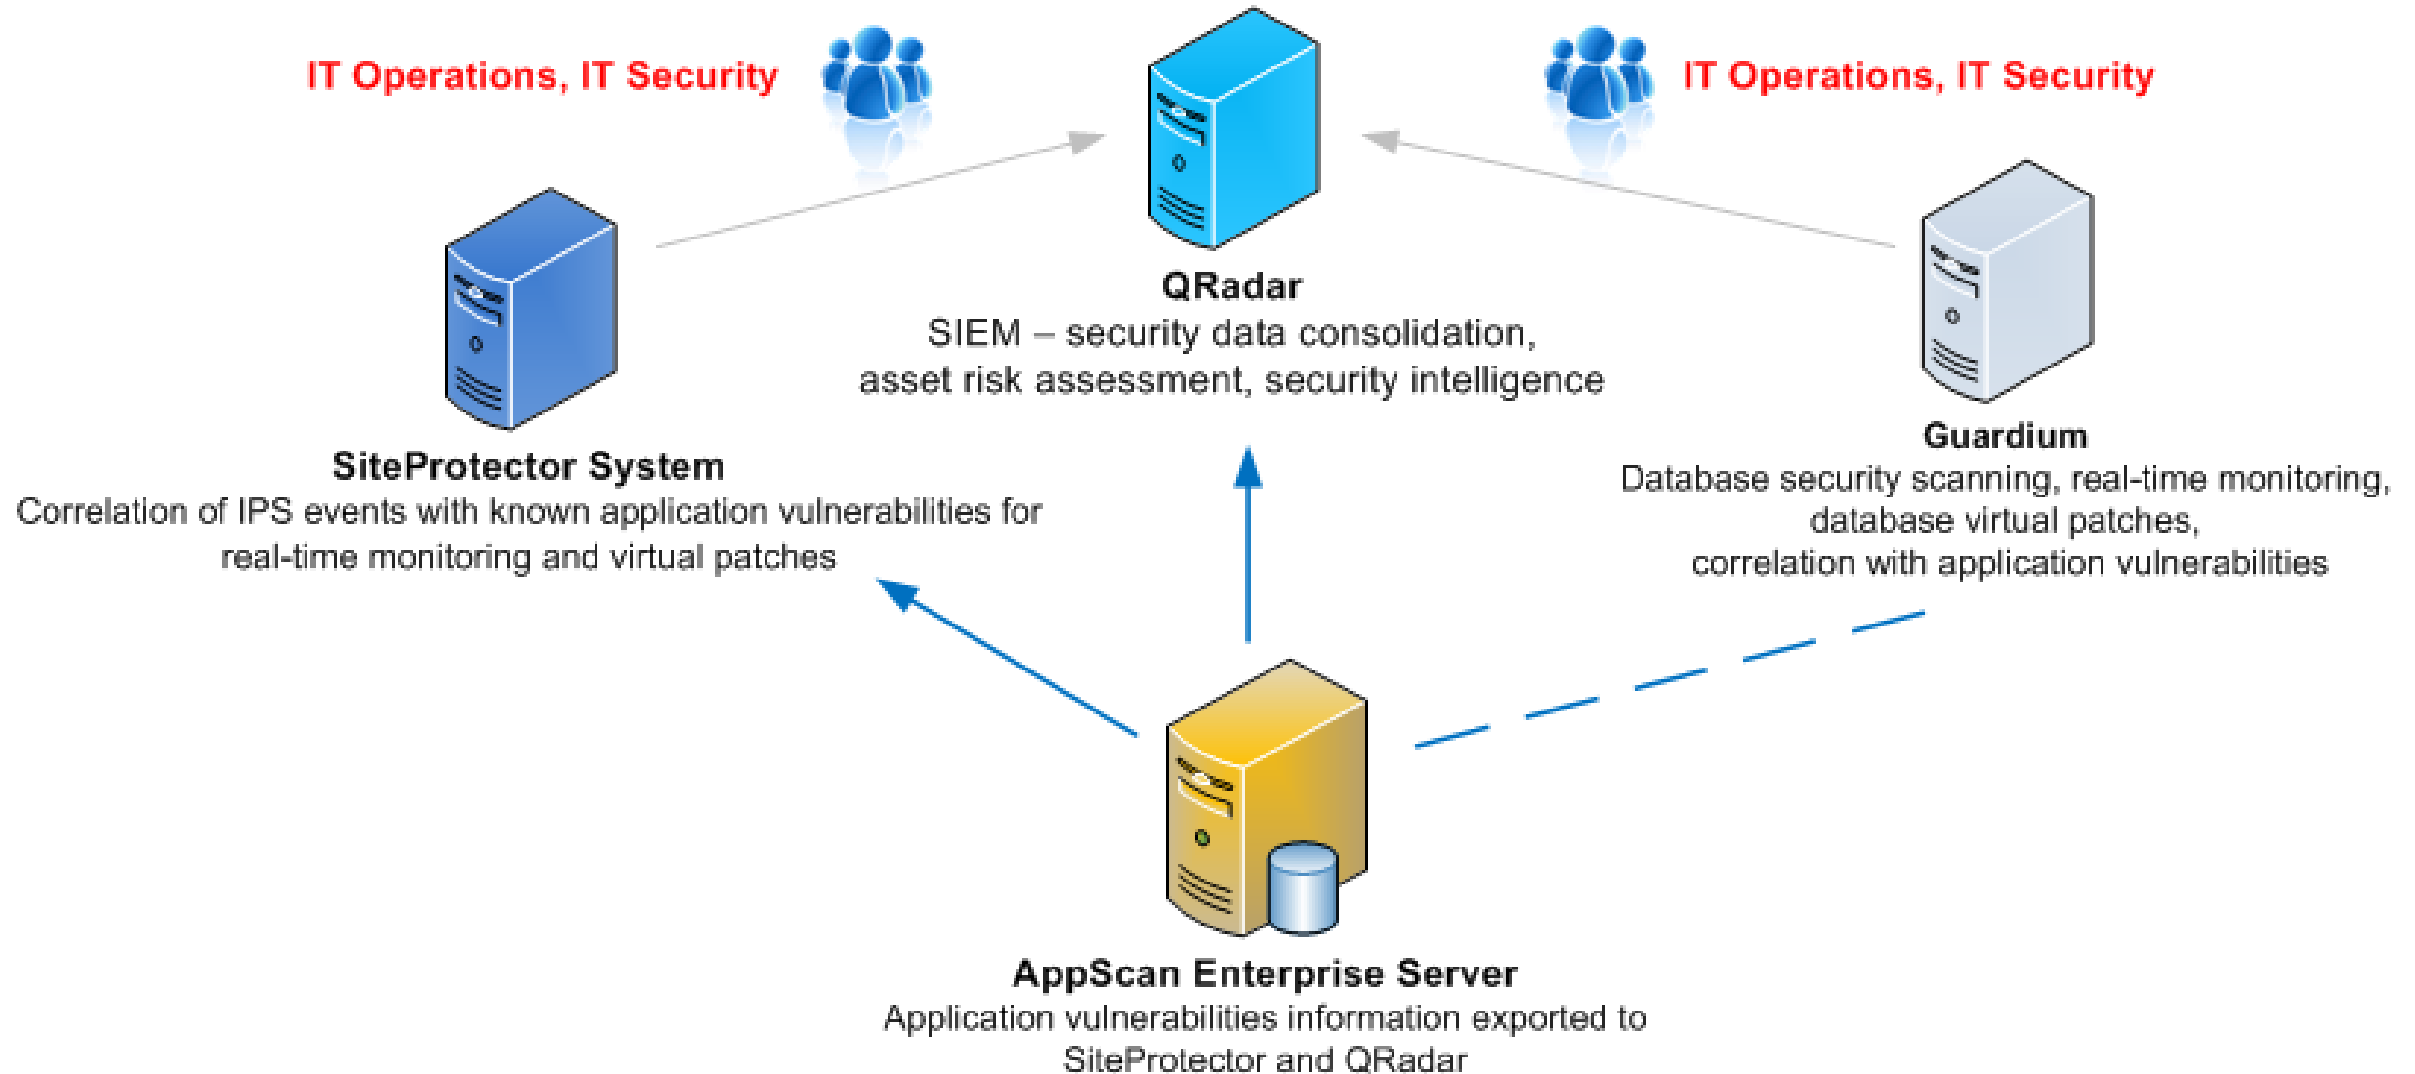 IT Operations, IT Security
IT Operations, IT Security
QRadar
SIEM – security data consolidation,
asset risk assessment, security intelligence
SiteProtector System
Correlation of IPS events with known application vulnerabilities for
real-time monitoring and virtual patches
Guardium
Database security scanning, real-time monitoring,
database virtual patches,
correlation with application vulnerabilities
AppScan Enterprise Server
Application vulnerabilities information exported to
SiteProtector and QRadar